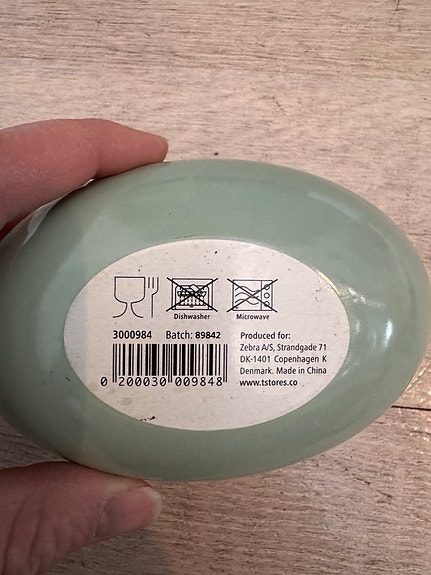 Dishwasher Microwave
3000984 Batch: 89842
0 200030 009848
Produced for:
Zebra A/S, Strandgade 71
DK-1401 Copenhagen K
Denmark. Made in China
www.tstores.co